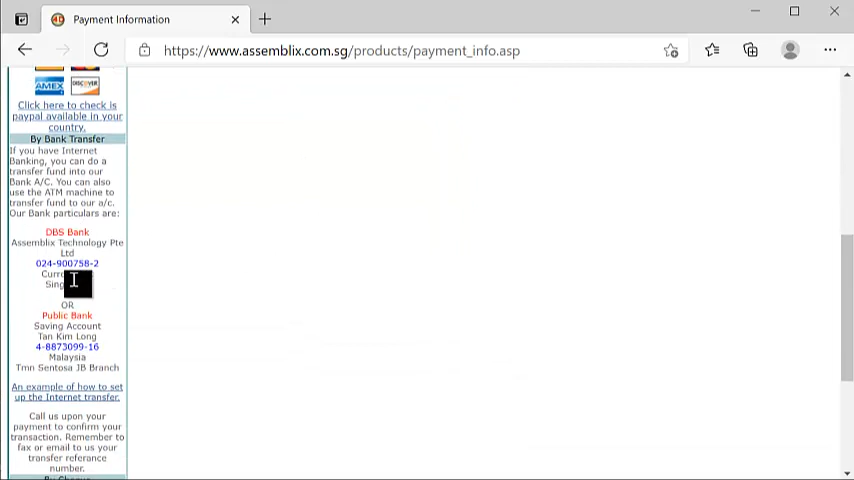 Payment Information
https://www.assemblix.com.sg/products/payment_info.asp
AMEX DISCOVER
Click here to check is
paypal available in your
country.
By Bank Transfer
If you have Internet
Banking, you can do a
transfer fund into our
Bank A/C. You can also
use the ATM machine to
transfer fund to our a/c.
Our Bank particulars are:
DBS Bank
Assemblix Technology Pte
Ltd
024-900758-2
OR
Public Bank
Saving Account
Tan Kim Long
4-8873099-16
Malaysia
Tmn Sentosa JB Branch
An example of how to set
up the Internet transfer.
Call us upon your
payment to confirm your
transaction. Remember to
fax or email to us your
transfer reference
number.